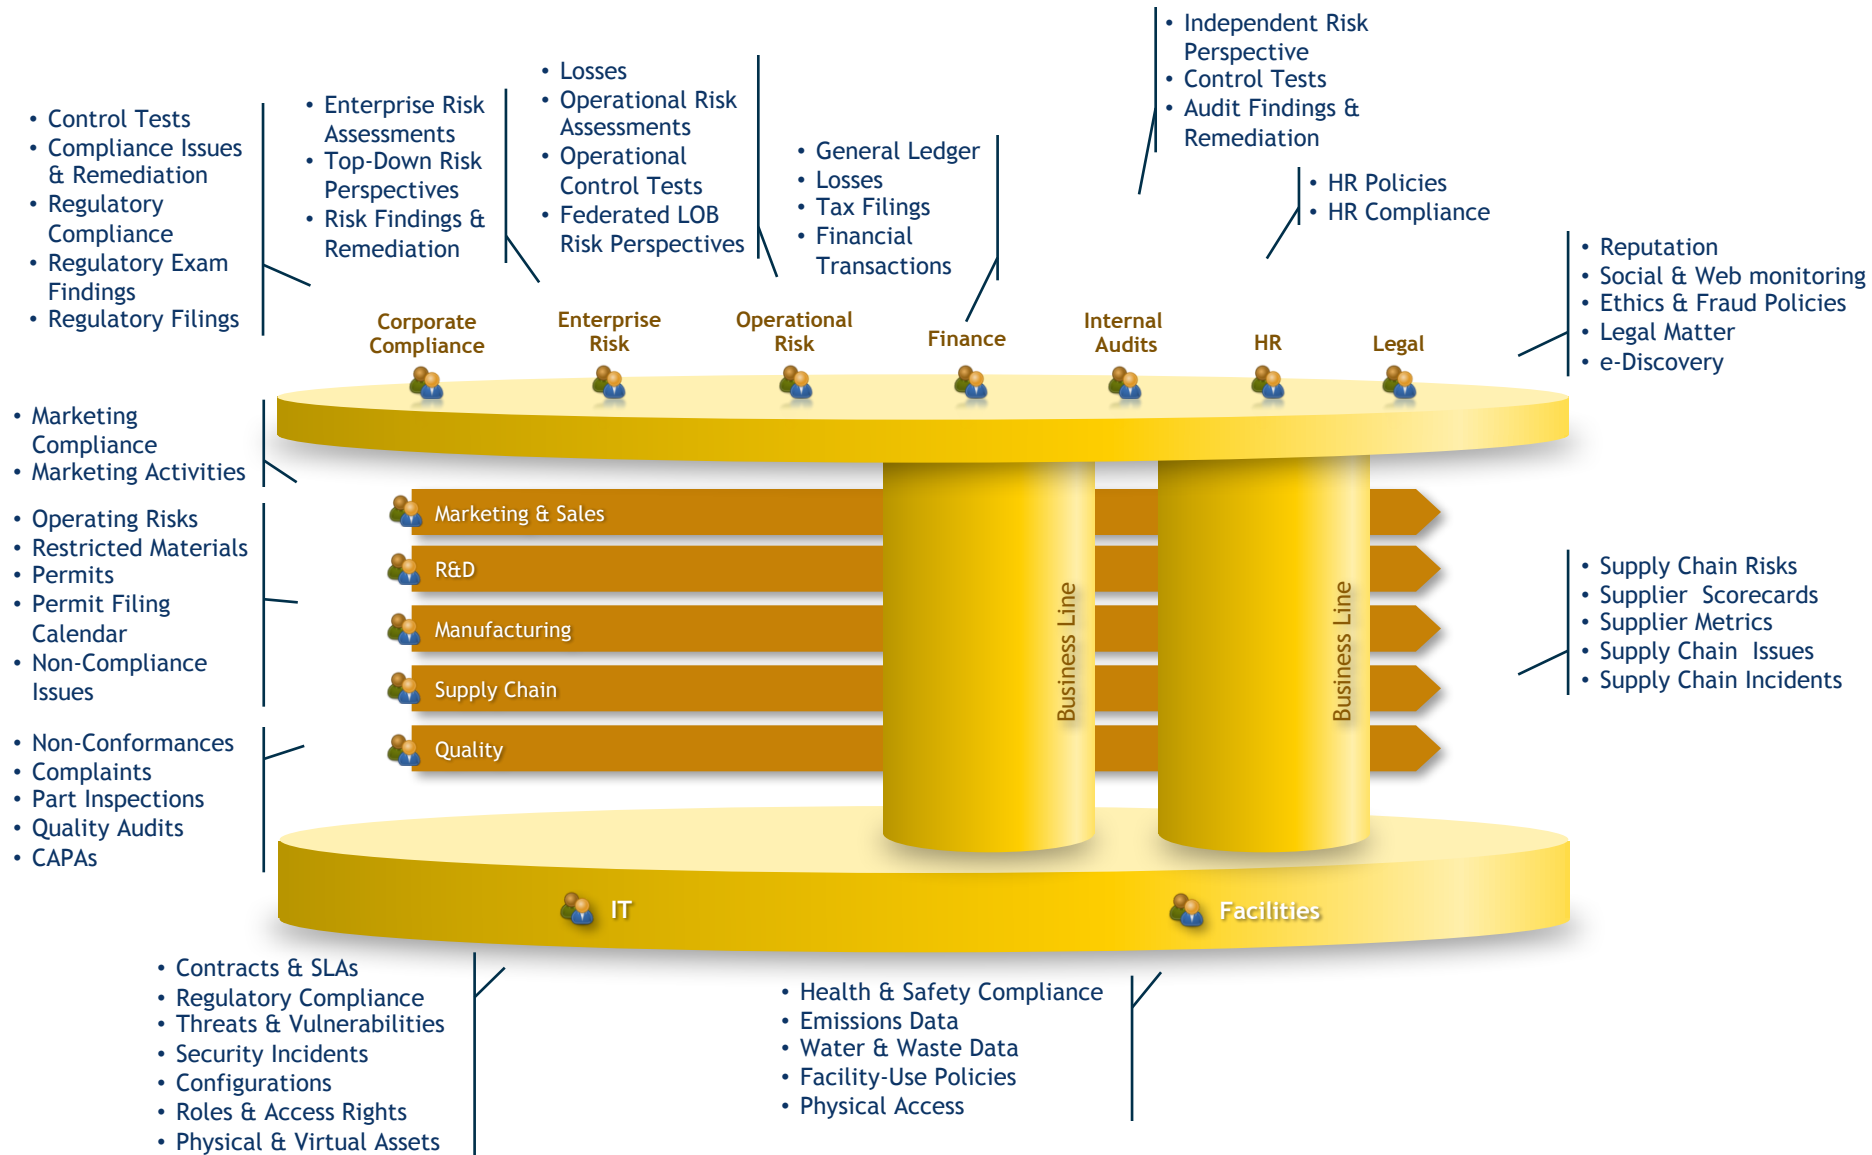 • Independent Risk
Perspective
• Control Tests
• Audit Findings &
Remediation
• Losses
• Operational Risk
Assessments
• Operational
Control Tests
• Federated LOB
Risk Perspectives
• Enterprise Risk
Assessments
• Top-Down Risk
Perspectives
• Risk Findings &
Remediation
• Control Tests
• Compliance Issues
& Remediation
• Regulatory
Compliance
• Regulatory Exam
Findings
• Regulatory Filings
• General Ledger
• Losses
• Tax Filings
• Financial
Transactions
• HR Policies
• HR Compliance
• Reputation
• Social & Web monitoring
• Ethics & Fraud Policies
• Legal Matter
• e-Discovery
Corporate
Compliance
Enterprise
Risk
Operational
Risk
Finance
Internal
Audits
HR
Legal
• Marketing
Compliance
• Marketing Activities
• Operating Risks
• Restricted Materials
• Permits
• Permit Filing
Calendar
• Non-Compliance
Issues
• Non-Conformances
• Complaints
• Part Inspections
• Quality Audits
• CAPAs
Marketing & Sales
R&D
Manufacturing
Supply Chain
Quality
Business Line
Business Line
• Supply Chain Risks
• Supplier  Scorecards
• Supplier Metrics
• Supply Chain  Issues
• Supply Chain Incidents
IT
Facilities
• Contracts & SLAs
• Regulatory Compliance
• Threats & Vulnerabilities
• Security Incidents
• Configurations
• Roles & Access Rights
• Physical & Virtual Assets
• Health & Safety Compliance
• Emissions Data
• Water & Waste Data
• Facility-Use Policies
• Physical Access